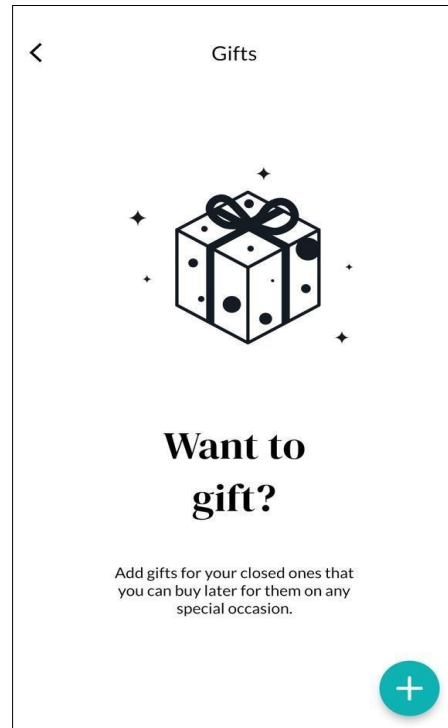 Gifts
Want to
gift?
Add gifts for your closed ones that
you can buy later for them on any
special occasion.